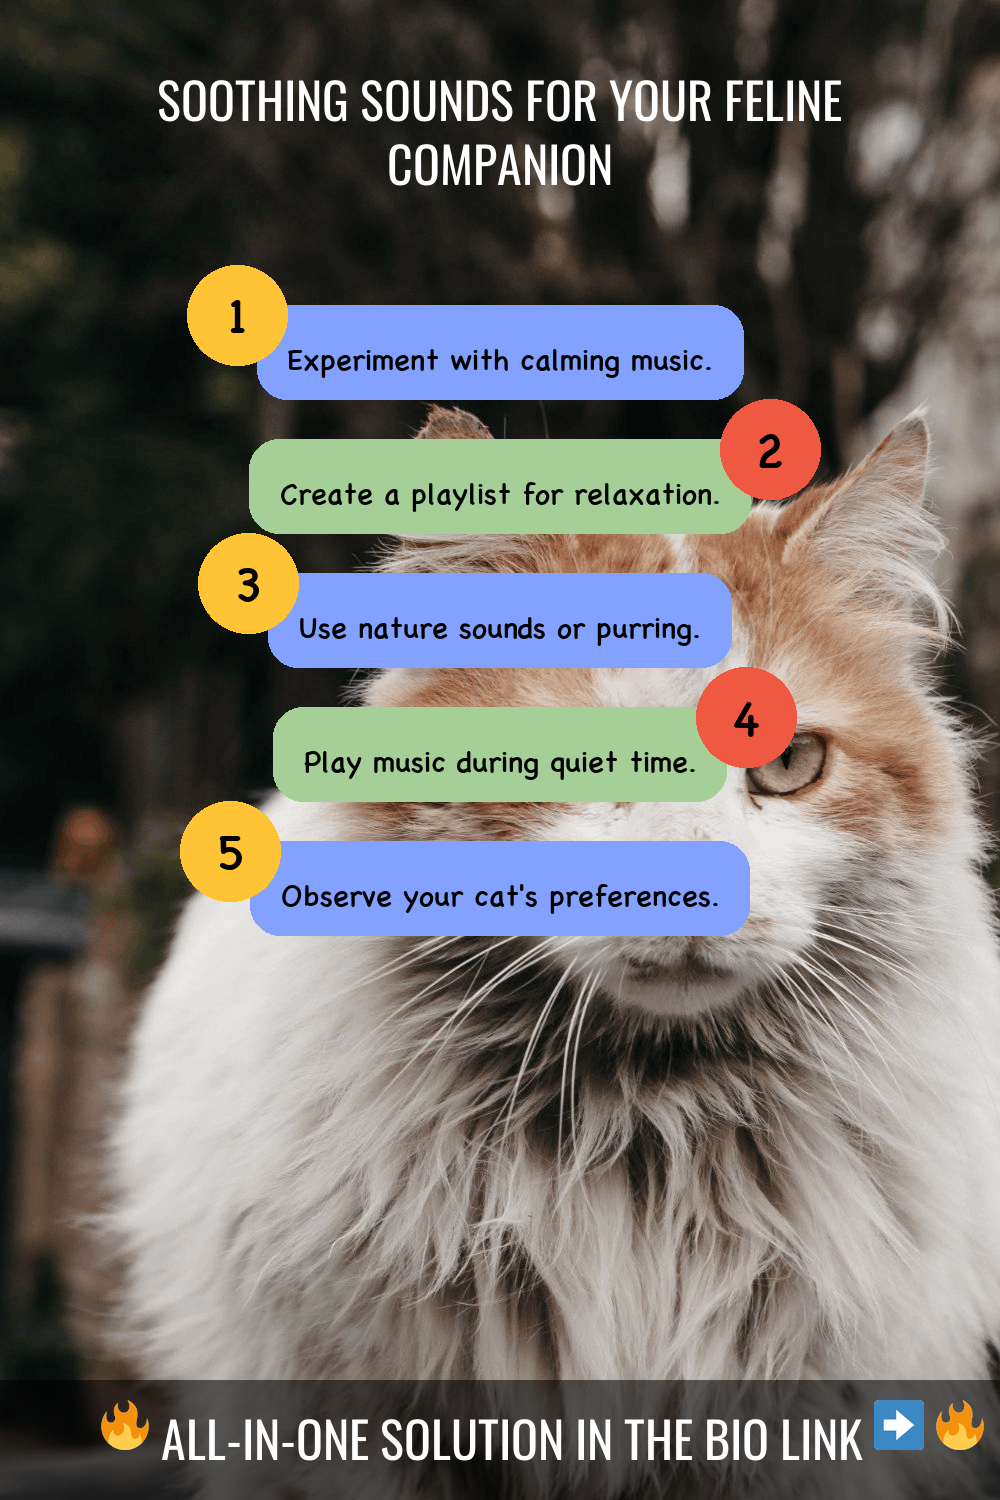 SOOTHING SOUNDS FOR YOUR FELINE
COMPANION
1
Experiment with calming music.
2
Create a playlist for relaxation.
3
Use nature sounds or purring.
4
Play music during quiet time.
5
Observe your cat's preferences.
🔥 ALL-IN-ONE SOLUTION IN THE BIO LINK ➡️ 🔥